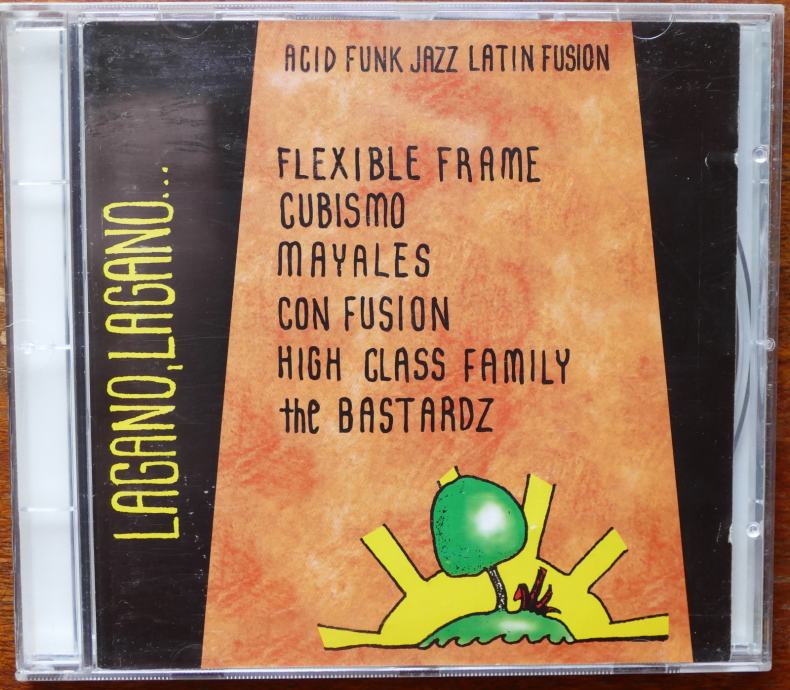 LAGANO, LAGANO...
ACID FUNK JAZZ LATIN FUSION
FLEXIBLE FRAME
CUBISMO
MAYALES
CON FUSION
HIGH CLASS FAMILY
the BASTARDZ